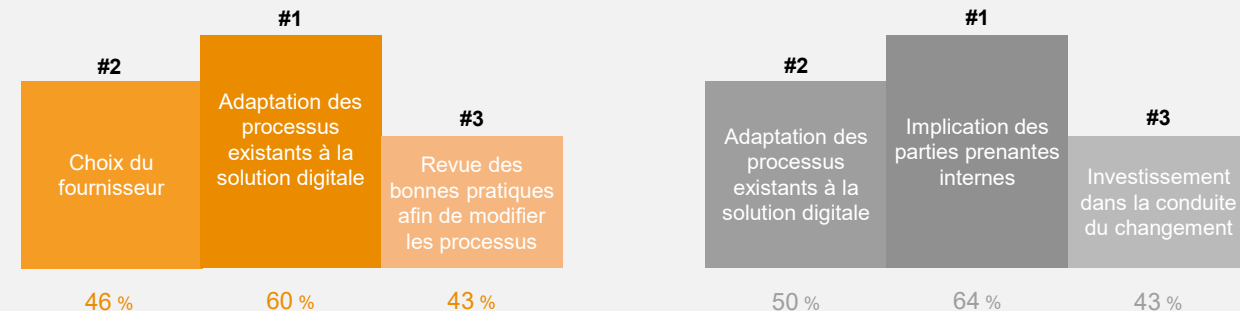 #2
Choix du
fournisseur
46 %
#1
Adaptation des
processus
existants à la
solution digitale
60 %
#3
Revue des
bonnes pratiques
afin de modifier
les processus
43 %
#2
Adaptation des
processus
existants à la
solution digitale
50 %
#1
Implication des
parties prenantes
internes
64 %
#3
Investissement
dans la conduite
du changement
43 %